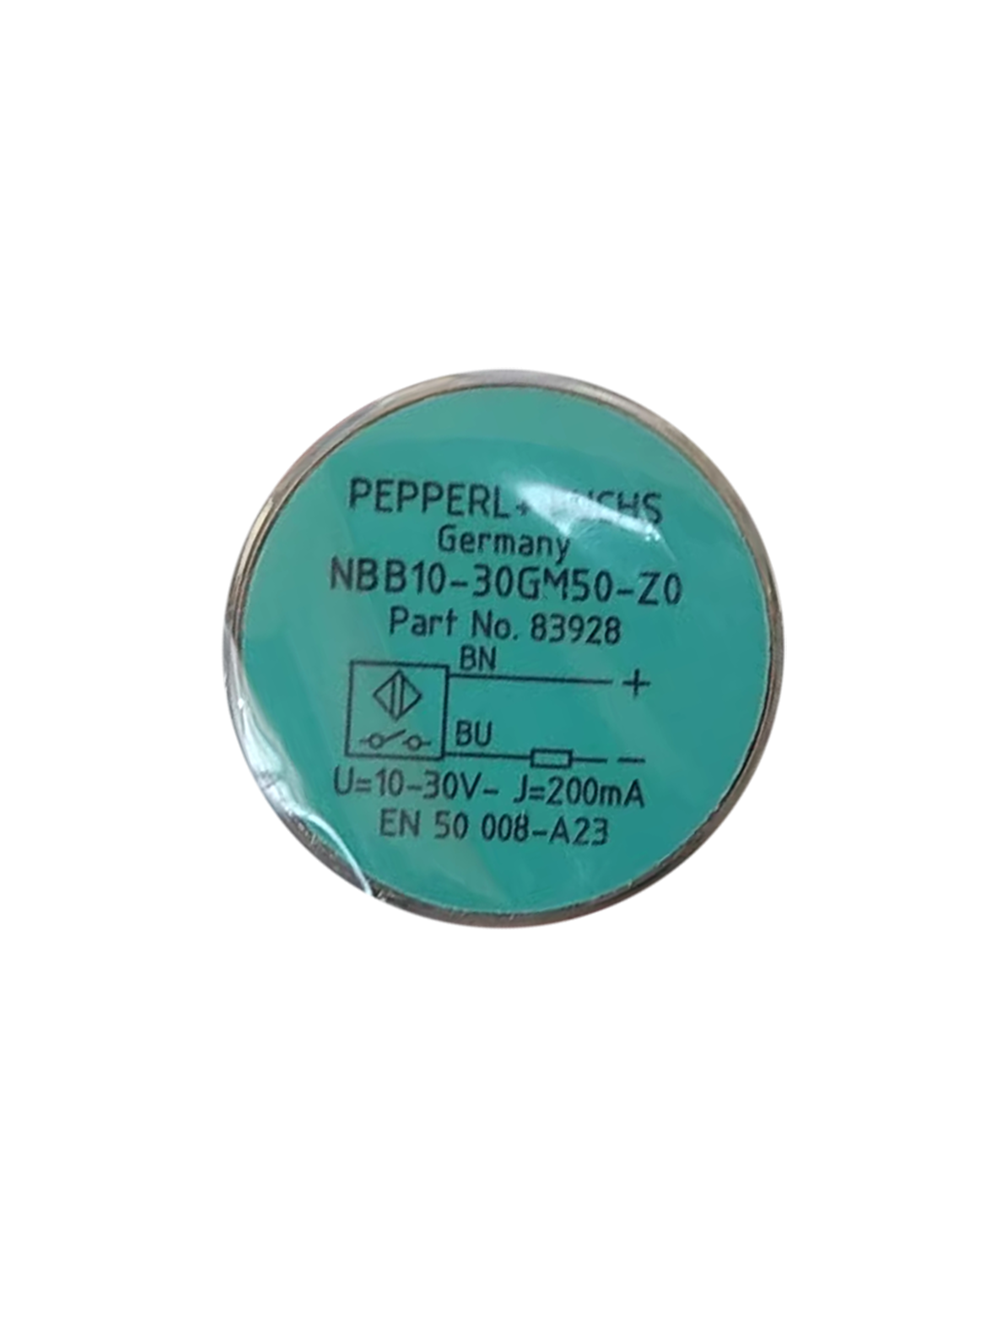 PEPPERL+FUCHS
Germany
NBB10-30GM50-Z0
Part No. 83928
BN
+
BU
-
U=10-30V- J=200mA
EN 50 008-A23